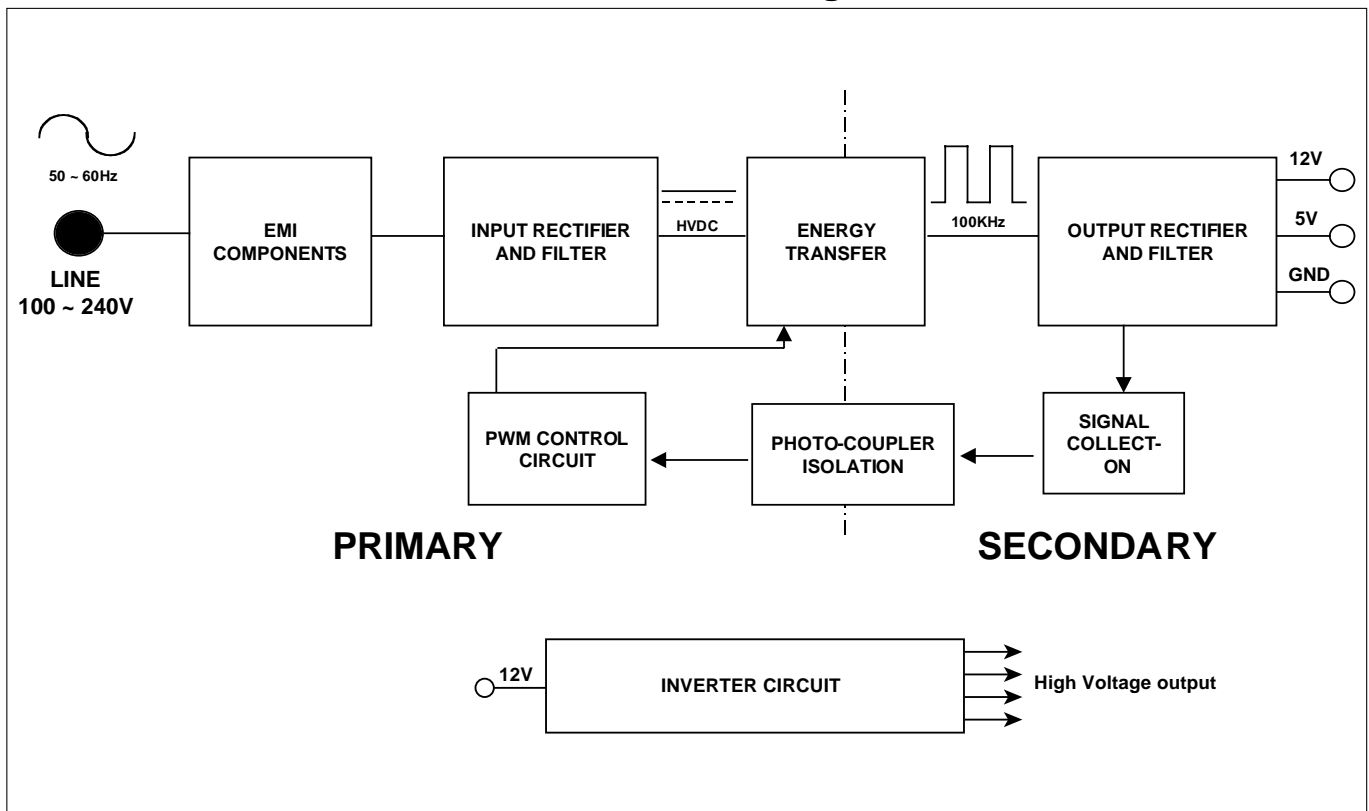 50 ~ 60Hz
LINE
100 ~ 240V
EMI
COMPONENTS
INPUT RECTIFIER
AND FILTER
HVDC
ENERGY
TRANSFER
100KHz
OUTPUT RECTIFIER
AND FILTER
12V
5V
GND
PWM CONTROL
CIRCUIT
PHOTO-COUPLER
ISOLATION
SIGNAL
COLLECT-
ON
PRIMARY
SECONDARY
12V
INVERTER CIRCUIT
High Voltage output